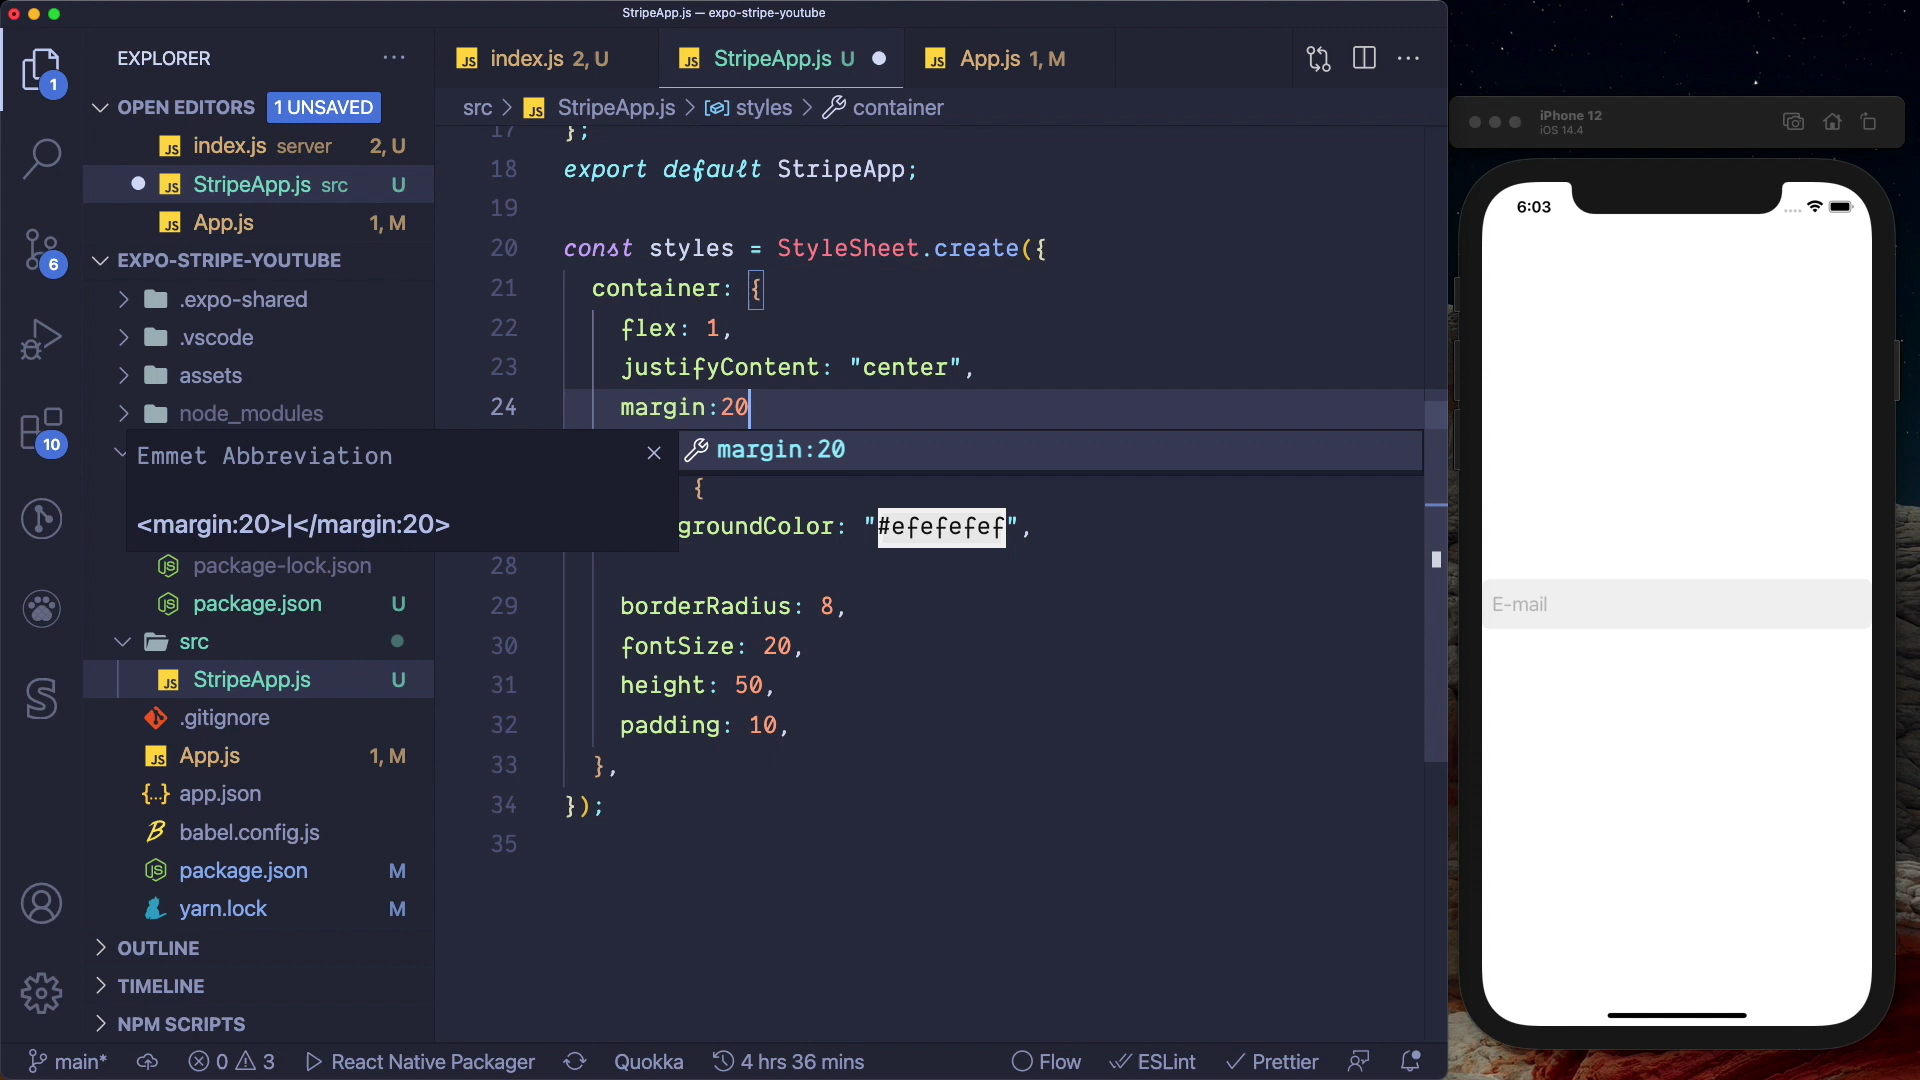 StripeApp.js — expo-stripe-youtube
EXPLORER
index.js 2, U
StripeApp.js U
App.js 1, M
OPEN EDITORS 1 UNSAVED
src > StripeApp.js > styles > container
index.js server 2, U
StripeApp.js src U
App.js 1, M
EXPO-STRIPE-YOUTUBE
.expo-shared
.vscode
assets
node_modules
Emmet Abbreviation
<margin:20>|</margin:20>
package-lock.json
package.json U
src
StripeApp.js U
.gitignore
App.js 1, M
app.json
babel.config.js
package.json M
yarn.lock M
OUTLINE
TIMELINE
NPM SCRIPTS
1
6
10
17 };
18 export default StripeApp;
19
20 const styles = StyleSheet.create({
21 container: {
22 flex: 1,
23 justifyContent: "center",
24 margin:20
margin:20
{
groundColor: "#efefefef",
28
29 borderRadius: 8,
30 fontSize: 20,
31 height: 50,
32 padding: 10,
33 },
34 });
35
main* 0 3 React Native Packager Quokka 4 hrs 36 mins Flow ESLint Prettier
iPhone 12
iOS 14.4
6:03
E-mail